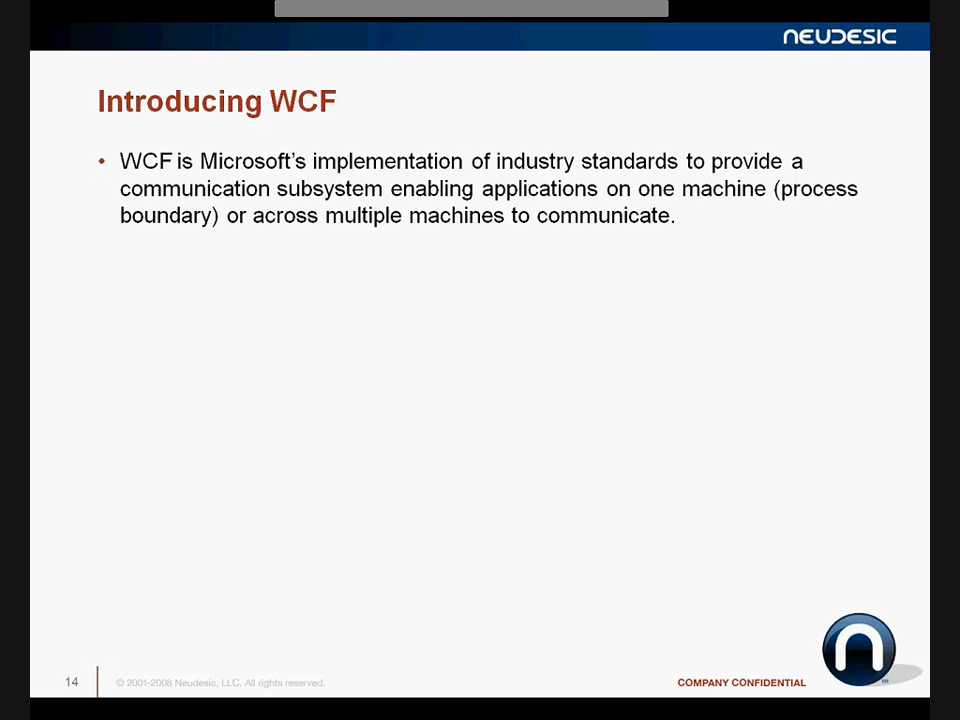 NEUDESIC
Introducing WCF
• WCF is Microsoft's implementation of industry standards to provide a
communication subsystem enabling applications on one machine (process
boundary) or across multiple machines to communicate.
14
© 2001-2008 Neudesic, LLC. All rights reserved.
COMPANY CONFIDENTIAL
n
SM